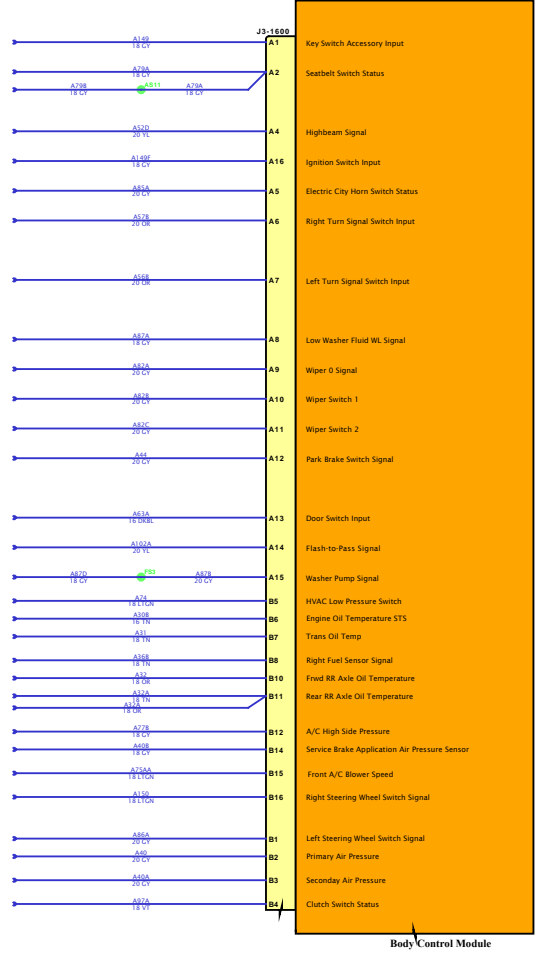 J3-1600
A149
18 GY
A1
Key Switch Accessory Input
A79A
18 GY
A2
Seatbelt Switch Status
A79B
18 GY
AB11
A79A
18 GY
A52D
20 YL
A4
Highbeam Signal
A149F
18 GY
A16
Ignition Switch Input
A85A
20 GY
A5
Electric City Horn Switch Status
A57B
20 OR
A6
Right Turn Signal Switch Input
A56B
20 OR
A7
Left Turn Signal Switch Input
A87A
18 GY
A8
Low Washer Fluid WL Signal
A82A
20 GY
A9
Wiper 0 Signal
A82B
20 GY
A10
Wiper Switch 1
A82C
20 GY
A11
Wiper Switch 2
A44
20 GY
A12
Park Brake Switch Signal
A63A
16 DKBL
A13
Door Switch Input
A102A
20 YL
A14
Flash-to-Pass Signal
A87D
18 GY
A87B
20 GY
A15
Washer Pump Signal
A74
18 LTGN
B5
HVAC Low Pressure Switch
A30B
16 TN
B6
Engine Oil Temperature STS
A31
18 TN
B7
Trans Oil Temp
A36B
18 TN
B8
Right Fuel Sensor Signal
A32
18 OR
B10
Frwd RR Axle Oil Temperature
A32A
18 TN
B11
Rear RR Axle Oil Temperature
A32A
18 OR
A77B
18 GY
B12
A/C High Side Pressure
A40B
18 GY
B14
Service Brake Application Air Pressure Sensor
A75AA
18 LTGN
B15
Front A/C Blower Speed
A150
18 LTGN
B16
Right Steering Wheel Switch Signal
A86A
20 GY
B1
Left Steering Wheel Switch Signal
A40
20 GY
B2
Primary Air Pressure
A40A
20 GY
B3
Seconday Air Pressure
A97A
18 VT
B4
Clutch Switch Status
Body Control Module